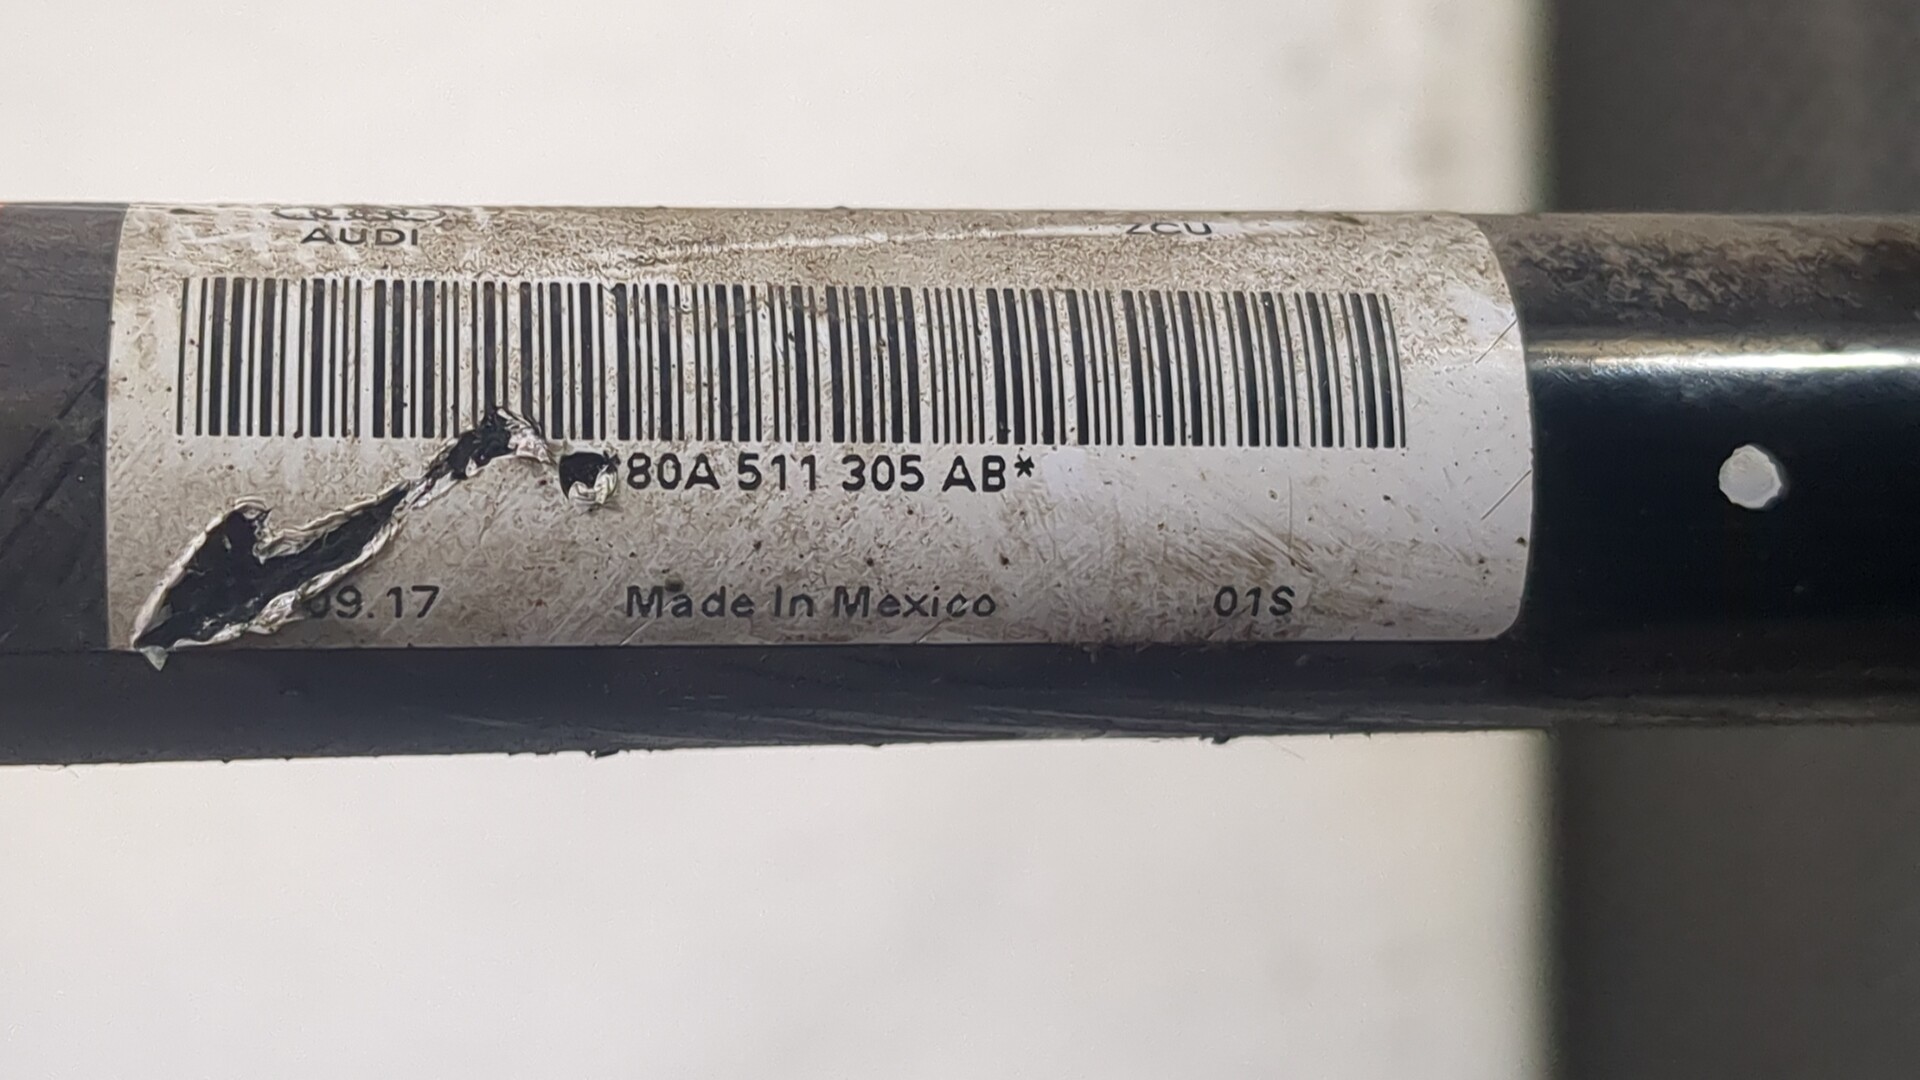 AUDI ZCU
*80A 511 305 AB*
09.17 Made In Mexico 01S